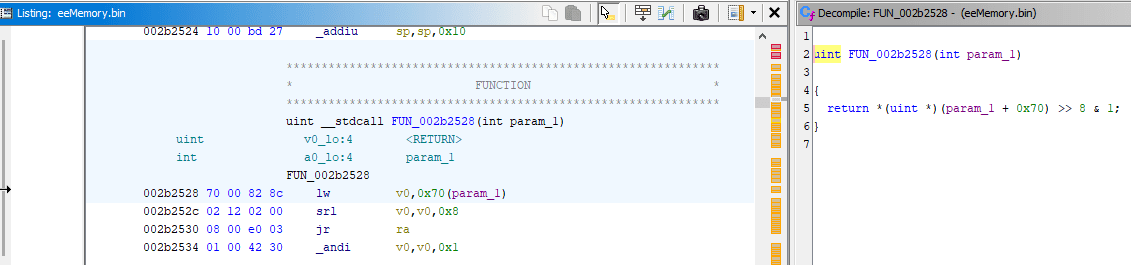 Listing: eeMemory.bin
002b2524 10 00 bd 27 _addiu sp,sp,0x10
**************************************************************
* FUNCTION *
**************************************************************
uint __stdcall FUN_002b2528(int param_1)
uint v0_lo:4 <RETURN>
int a0_lo:4 param_1
FUN_002b2528
002b2528 70 00 82 8c lw v0,0x70(param_1)
002b252c 02 12 02 00 srl v0,v0,0x8
002b2530 08 00 e0 03 jr ra
002b2534 01 00 42 30 _andi v0,v0,0x1
Decompile: FUN_002b2528 - (eeMemory.bin)
1
2 uint FUN_002b2528(int param_1)
3
4 {
5 return *(uint *)(param_1 + 0x70) >> 8 & 1;
6 }
7